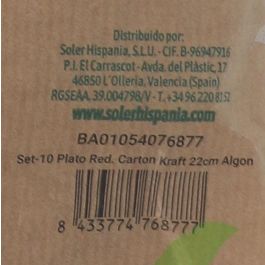 Distribuido por:
Soler Hispania, S.L.U. - CIF. B-96947916
P.I. El Carrascot - Avda. del Plàstic, 17
46850 L'Olleria, Valencia (Spain)
RGSEAA. 39.004798/V - T. +34 96 220 8152
www.solerhispania.com
BA01054076877
Set-10 Plato Red. Carton Kraft 22cm Algon
8 433774 768777